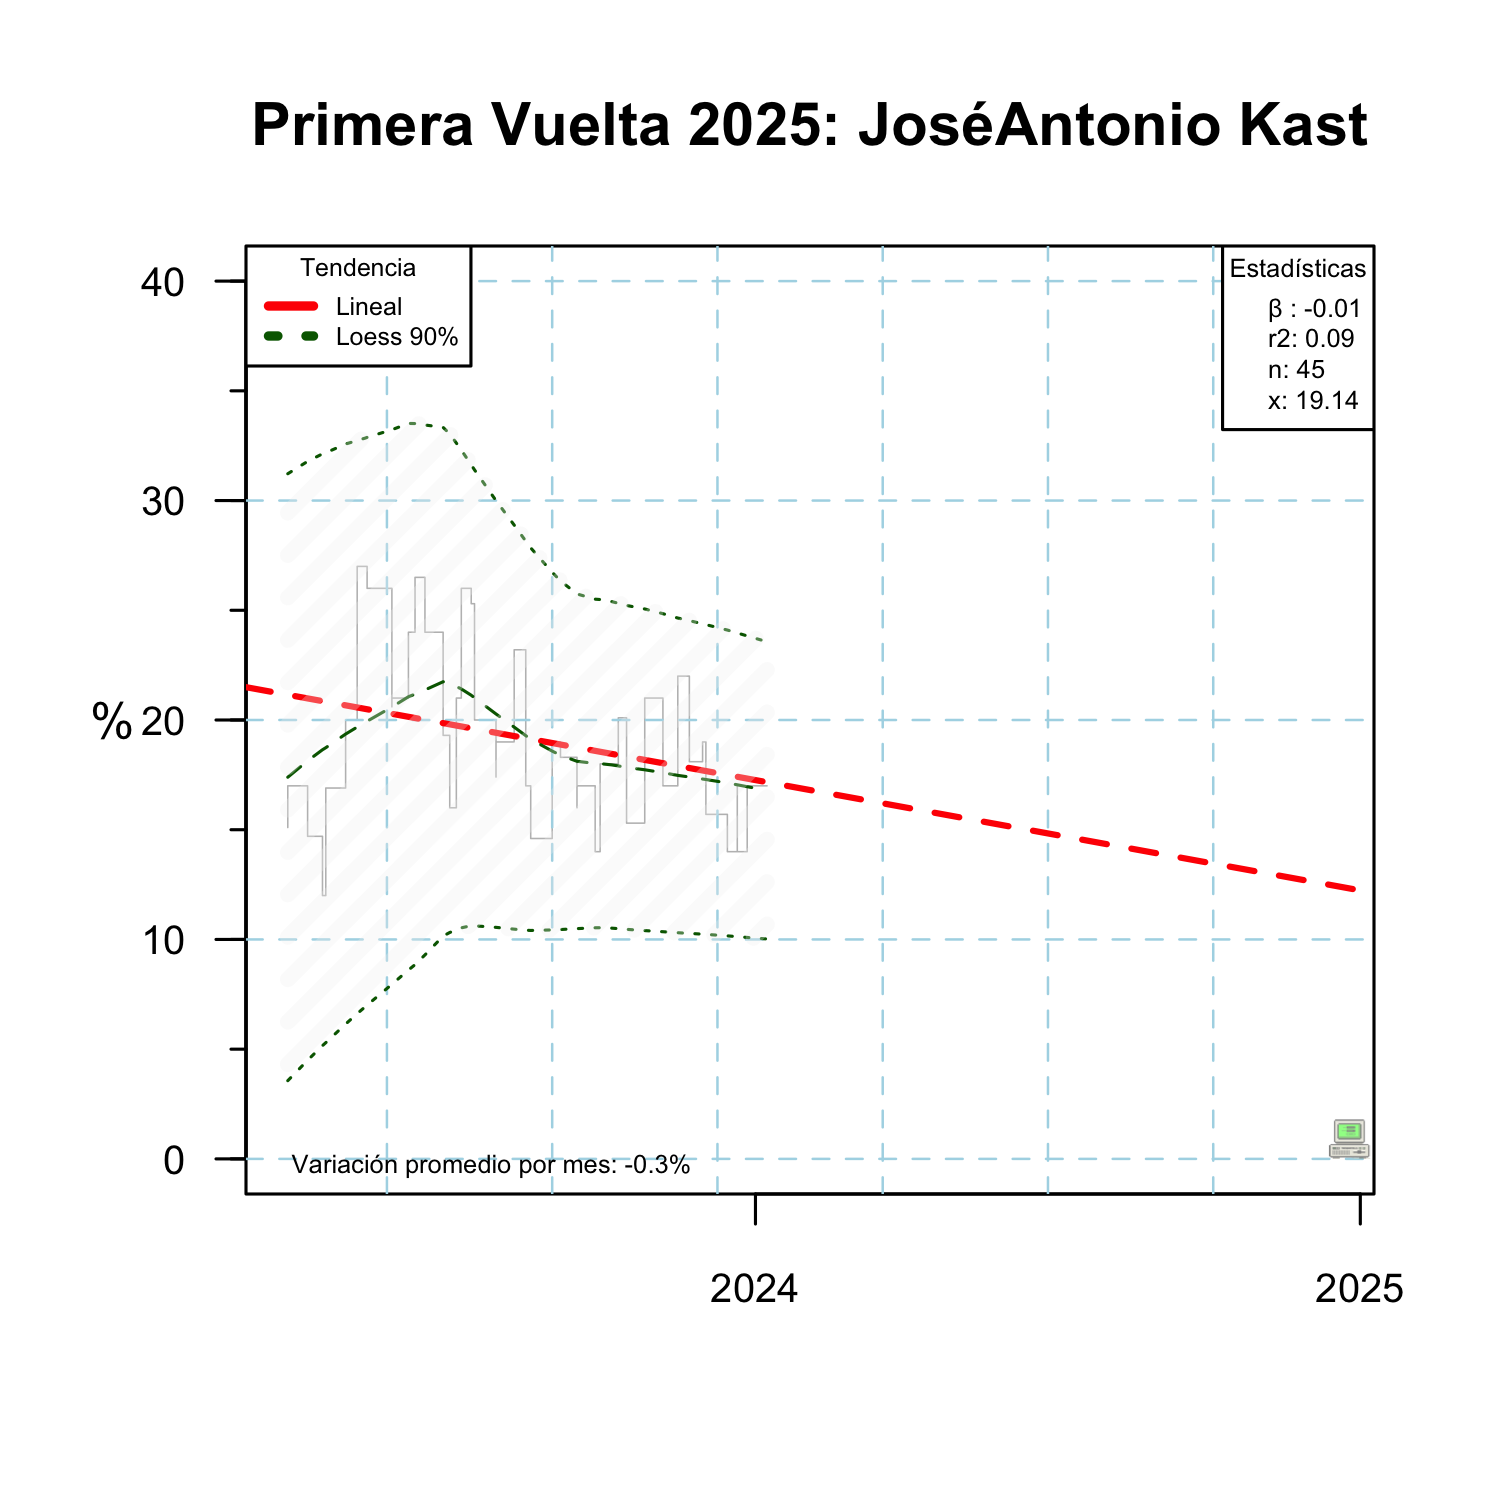 Primera Vuelta 2025: JoséAntonio Kast
Tendencia
Lineal
Loess 90%
Estadísticas
β : -0.01
r2: 0.09
n: 45
x: 19.14
40
30
% 20
10
0
Variación promedio por mes: -0.3%
2024 2025